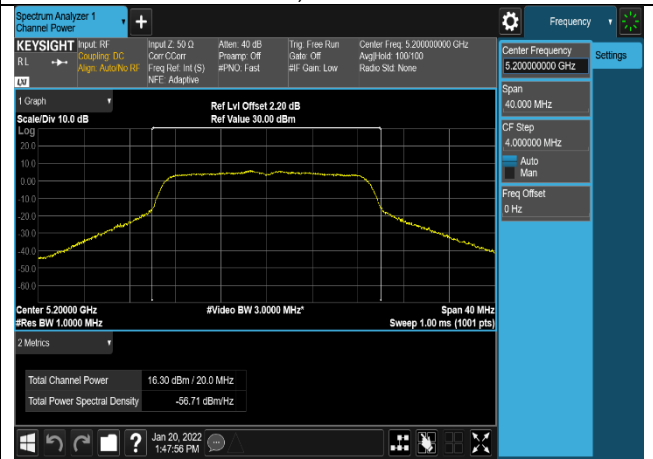 Spectrum Analyzer 1
Channel Power
+
Frequency
KEYSIGHT
RL
LXI
Input: RF
Coupling: DC
Align: Auto/No RF
Input Z: 50 Ω
Corr CCorr
Freq Ref: Int (S)
NFE: Adaptive
Atten: 40 dB
Preamp: Off
#PNO: Fast
Trig: Free Run
Gate: Off
#IF Gain: Low
Center Freq: 5.200000000 GHz
Avg|Hold: 100/100
Radio Std: None
Center Frequency
5.200000000 GHz
Settings
Span
40.000 MHz
CF Step
4.000000 MHz
Auto
Man
Freq Offset
0 Hz
1 Graph
Scale/Div 10.0 dB
Ref Lvl Offset 2.20 dB
Ref Value 30.00 dBm
Log
20.0
10.0
0.00
-10.0
-20.0
-30.0
-40.0
-50.0
-60.0
Center 5.20000 GHz
#Video BW 3.0000 MHz*
Span 40 MHz
#Res BW 1.0000 MHz
Sweep 1.00 ms (1001 pts)
2 Metrics
Total Channel Power 16.30 dBm / 20.0 MHz
Total Power Spectral Density -56.71 dBm/Hz
?
Jan 20, 2022
1:47:56 PM